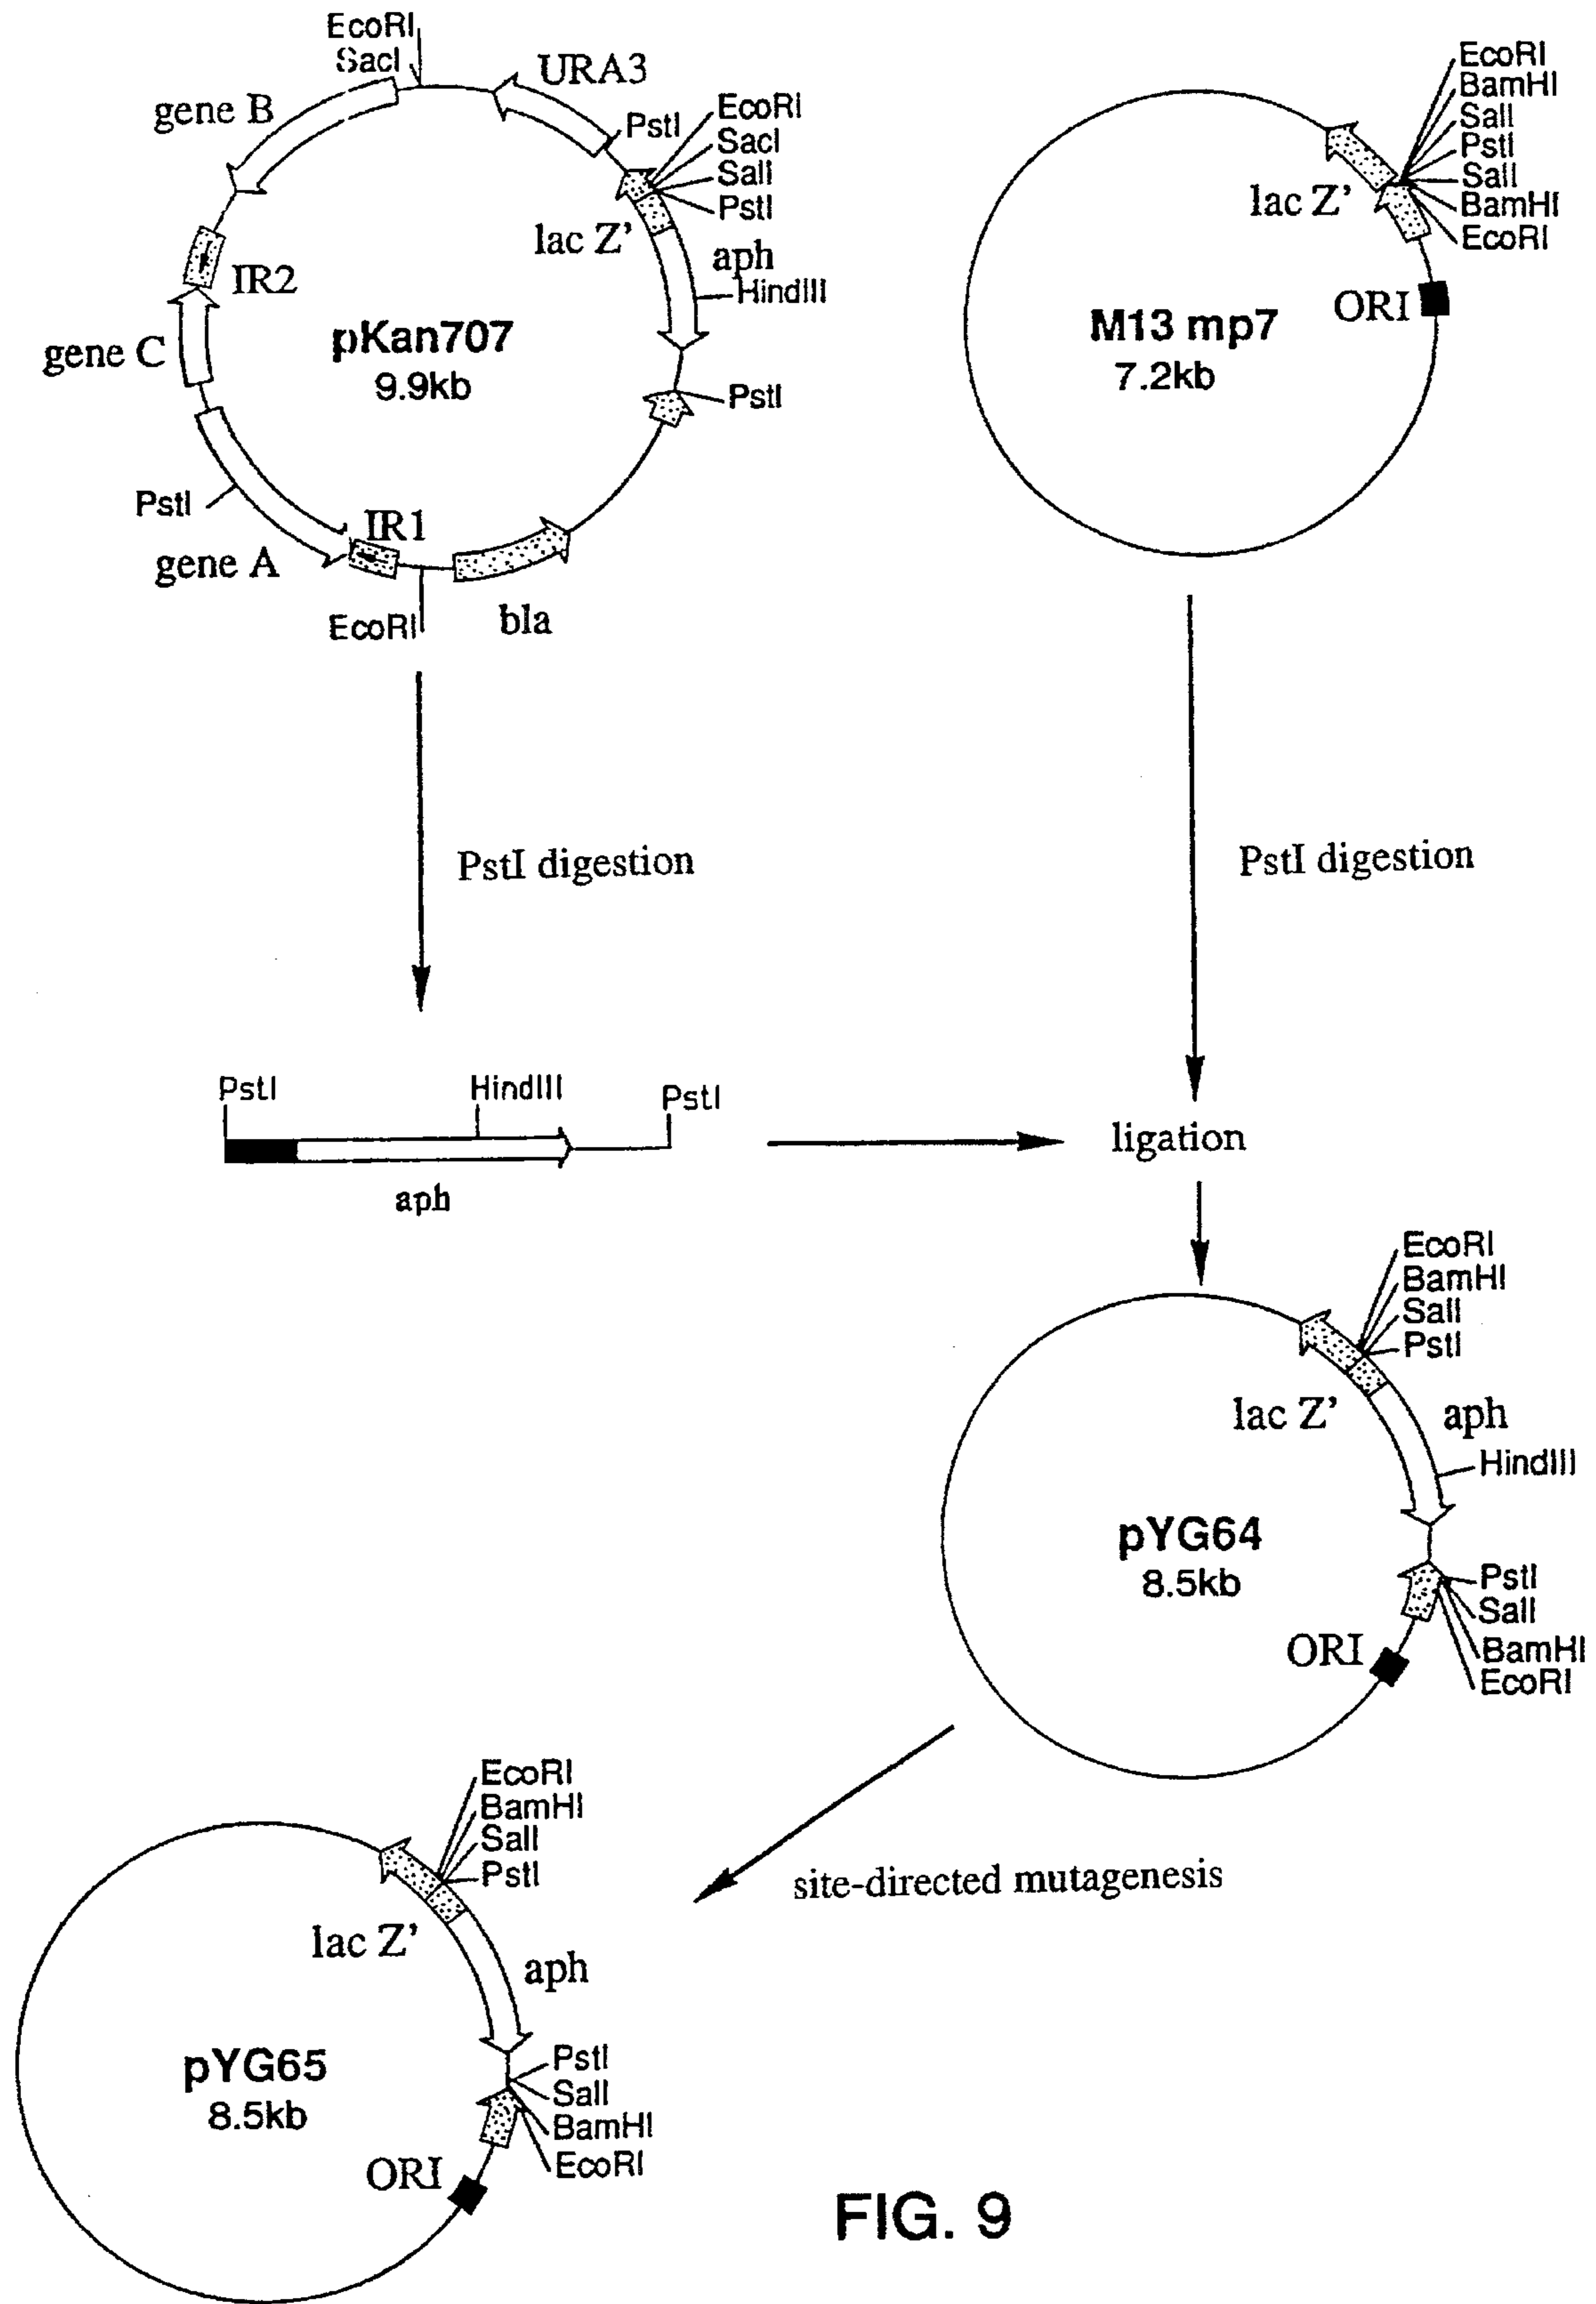 EcoRI
SacI
URA3
gene B
PstI
EcoRI
SacI
SalI
PstI
lac Z'
aph
HindIII
IR2
gene C
pKan707
9.9kb
PstI
PstI
IR1
gene A
EcoRI
bla
EcoRI
BamHI
SalI
PstI
SalI
BamHI
EcoRI
lac Z'
ORI
M13 mp7
7.2kb
PstI digestion
PstI digestion
PstI
HindIII
PstI
aph
ligation
EcoRI
BamHI
SalI
PstI
lac Z'
aph
HindIII
pYG64
8.5kb
PstI
SalI
BamHI
EcoRI
ORI
site-directed mutagenesis
EcoRI
BamHI
SalI
PstI
lac Z'
aph
pYG65
8.5kb
PstI
SalI
BamHI
EcoRI
ORI
FIG. 9